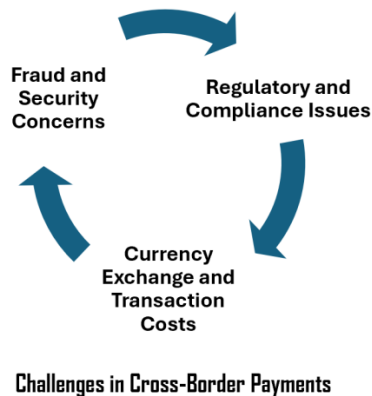 Fraud and
Security
Concerns
Regulatory and
Compliance Issues
Currency
Exchange and
Transaction
Costs
Challenges in Cross-Border Payments